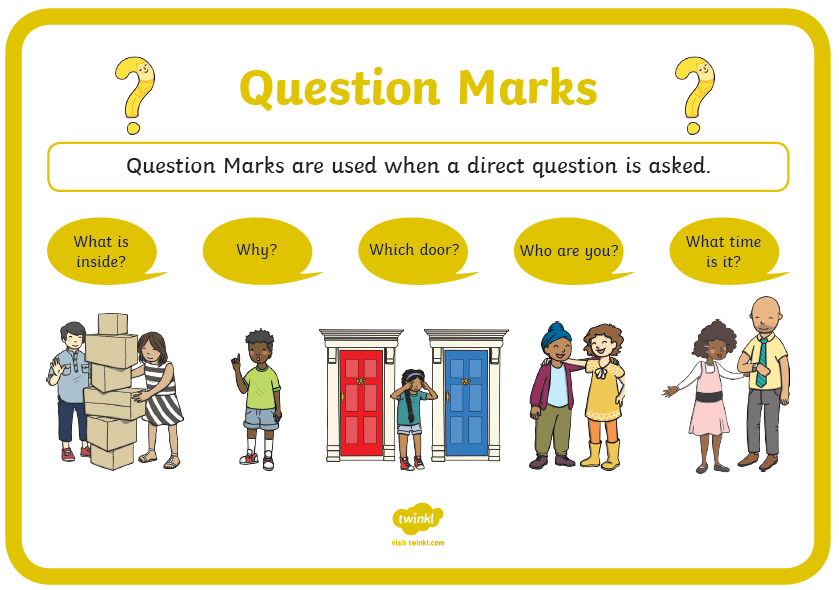 Question Marks
Question Marks are used when a direct question is asked.
What is
inside?
Why?
Which door?
Who are you?
What time
is it?
twinkl
visit twinkl.com